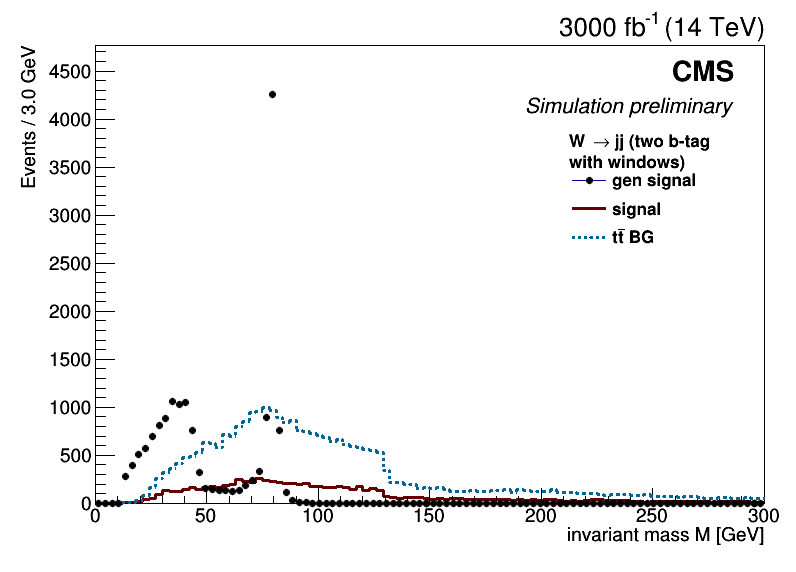 3000 fb⁻¹ (14 TeV)
CMS
Simulation preliminary
W → jj (two b-tag
with windows)
gen signal
signal
tt̄ BG
Events / 3.0 GeV
4500
4000
3500
3000
2500
2000
1500
1000
500
0
0 50 100 150 200 250 300
invariant mass M [GeV]